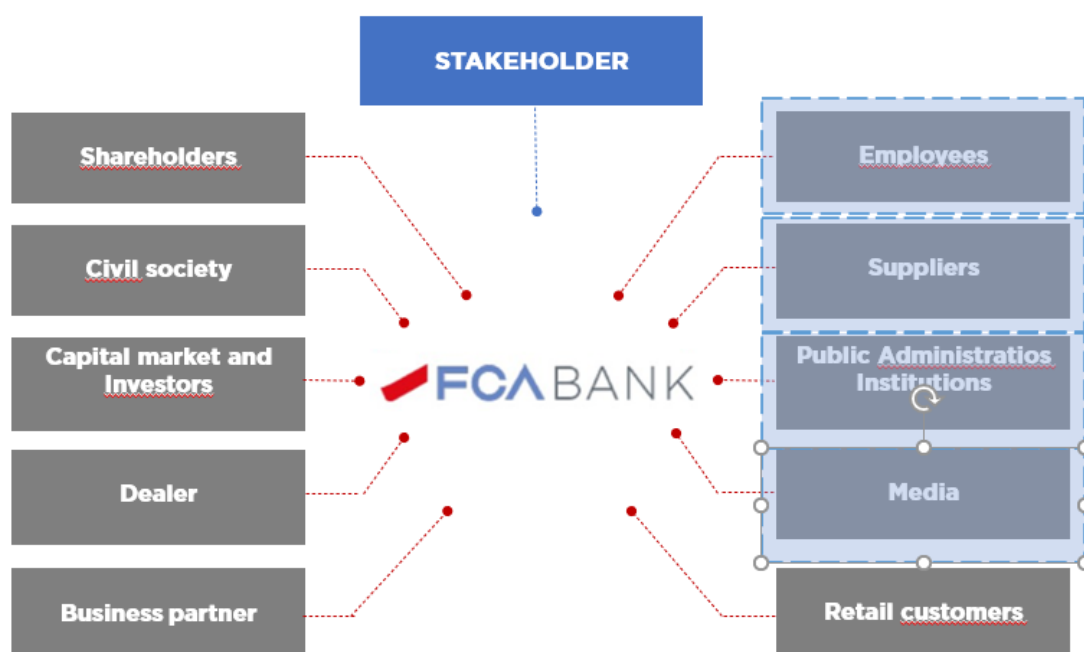 STAKEHOLDER
Shareholders
Civil society
Capital market and
Investors
Dealer
Business partner
FCA BANK
Employees
Suppliers
Public Administratios
Institutions
Media
Retail customers